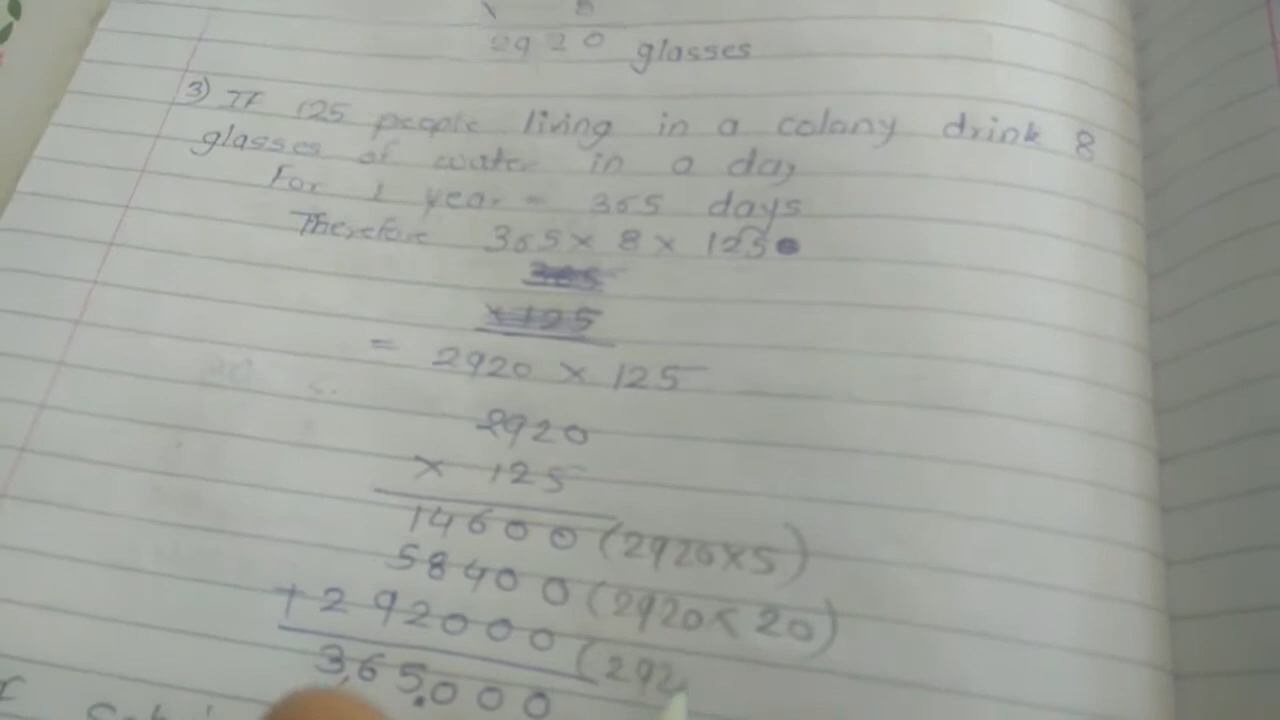 2920 glasses
3) If 125 people living in a colony drink 8
glasses of water in a day
For 1 year = 365 days
Therefore 365 × 8 × 125
365
×125
= 2920 × 125
2920
× 125
14600 (2920×5)
58400 (2920×20)
+292000 (292
3,65,000